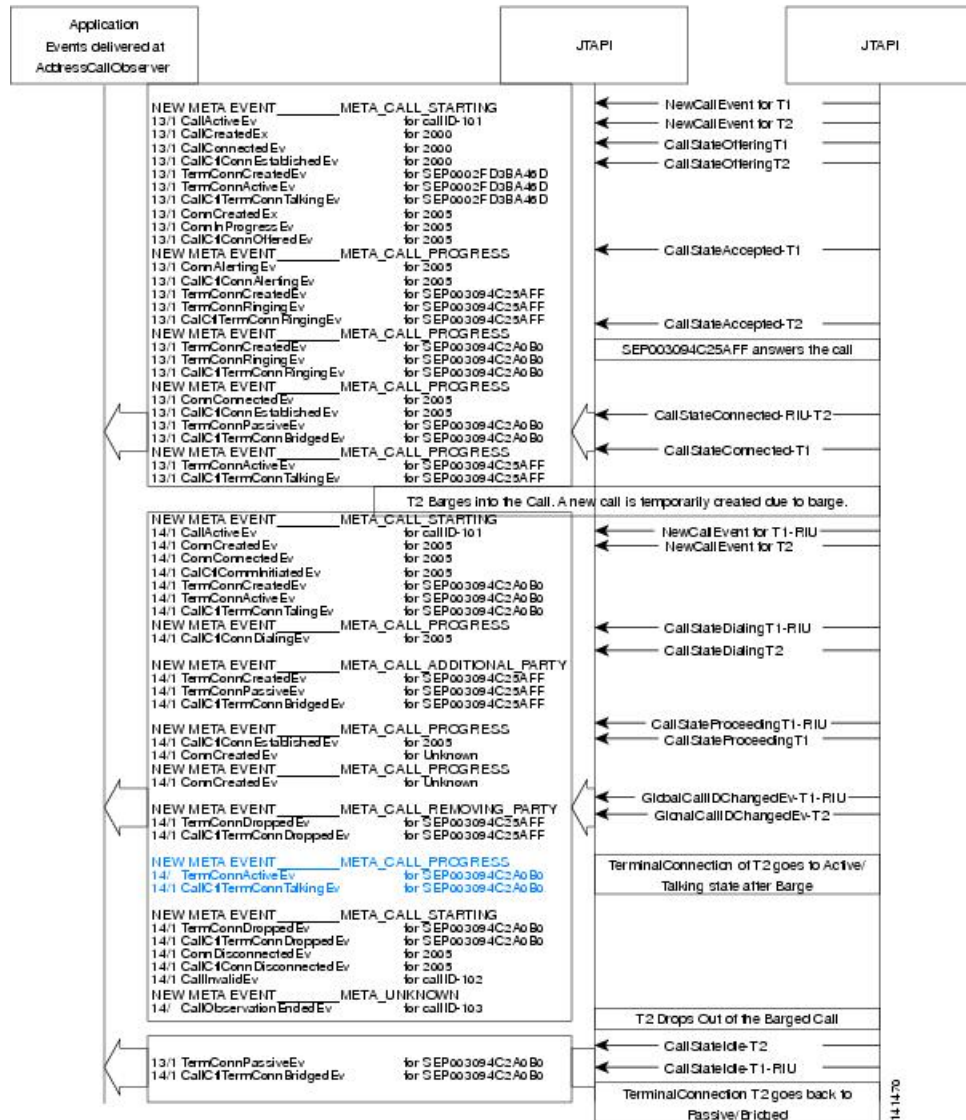 Application
Events delivered at
AddressCallObserver
JTAPI
JTAPI
NEW META EVENT_________META_CALL_STARTING
13/1 CallActiveEv for callID-101
13/1 CallCreatedEx for 2000
13/1 CallConnectedEv for 2000
13/1 CallCtlConnEstablishedEv for 2000
13/1 TermConnCreatedEv for SEP0002FD3BA46D
13/1 TermConnActiveEv for SEP0002FD3BA46D
13/1 CallCtlTermConnTalkingEv for SEP0002FD3BA46D
13/1 ConnCreatedEx for 2005
13/1 ConnInProgressEv for 2005
13/1 CallCtlConnOfferedEv for 2005
NEW META EVENT_________META_CALL_PROGRESS
13/1 ConnAlertingEv for 2005
13/1 CallCtlConnAlertingEv for 2005
13/1 TermConnCreatedEv for SEP003094C25AFF
13/1 TermConnRingingEv for SEP003094C25AFF
13/1 CallCtlTermConnRingingEv for SEP003094C25AFF
NEW META EVENT_________META_CALL_PROGRESS
13/1 TermConnCreatedEv for SEP003094C2A0B0
13/1 TermConnRingingEv for SEP003094C2A0B0
13/1 CallCtlTermConnRingingEv for SEP003094C2A0B0
NEW META EVENT_________META_CALL_PROGRESS
13/1 ConnConnectedEv for 2005
13/1 CallCtlConnEstablishedEv for 2005
13/1 TermConnPassiveEv for SEP003094C2A0B0
13/1 CallCtlTermConnBridgedEv for SEP003094C2A0B0
NEW META EVENT_________META_CALL_PROGRESS
13/1 TermConnActiveEv for SEP003094C25AFF
13/1 CallCtlTermConnTalkingEv for SEP003094C25AFF
NewCallEvent for T1
NewCallEvent for T2
CallStateOfferingT1
CallStateOfferingT2
CallStateAccepted-T1
CallStateAccepted-T2
SEP003094C25AFF answers the call
CallStateConnected-RIU-T2
CallStateConnected-T1
T2 Barges into the Call. A new call is temporarily created due to barge.
NEW META EVENT_________META_CALL_STARTING
14/1 CallActiveEv for callID-101
14/1 ConnCreatedEv for 2005
14/1 ConnConnectedEv for 2005
14/1 CalCtlCommInitiatedEv for 2005
14/1 TermConnCreatedEv for SEP003094C2A0B0
14/1 TermConnActiveEv for SEP003094C2A0B0
14/1 CallCtlTermConnTalingEv for SEP003094C2A0B0
NEW META EVENT_________META_CALL_PROGRESS
14/1 CallCtlConnDialingEv for 2005
NEW META EVENT_________META_CALL_ADDITIONAL_PARTY
14/1 TermConnCreatedEv for SEP003094C25AFF
14/1 TermConnPassiveEv for SEP003094C25AFF
14/1 CallCtlTermConnBridgedEv for SEP003094C25AFF
NEW META EVENT_________META_CALL_PROGRESS
14/1 CallCtlConnEstablishedEv for 2005
14/1 ConnCreatedEv for Unknown
NEW META EVENT_________META_CALL_PROGRESS
14/1 ConnCreatedEv for Unknown
NEW META EVENT_________META_CALL_REMOVING_PARTY
14/1 TermConnDroppedEv for SEP003094C25AFF
14/1 CallCtlTermConnDroppedEv for SEP003094C25AFF
NEW META EVENT_________META_CALL_PROGRESS
14/ TermConnActiveEv for SEP003094C2A0B0
14/1 CallCtlTermConnTalkingEv for SEP003094C2A0B0
NEW META EVENT_________META_CALL_STARTING
14/1 TermConnDroppedEv for SEP003094C2A0B0
14/1 CallCtlTermConnDroppedEv for SEP003094C2A0B0
14/1 ConnDisconnectedEv for 2005
14/1 CallCtlConnDisconnectedEv for 2005
14/1 CallInvalidEv for callID-102
NEW META EVENT_________META_UNKNOWN
14/ CallObservationEndedEv for callID-103
NewCallEvent for T1-RIU
NewCallEvent for T2
CallStateDialingT1-RIU
CallStateDialingT2
CallStateProceedingT1-RIU
CallStateProceedingT1
GlobalCallIDChangedEv-T1-RIU
GlonalCallIDChangedEv-T2
TerminalConnection of T2 goes to Active/
Talking state after Barge
T2 Drops Out of the Barged Call
13/1 TermConnPassiveEv for SEP003094C2A0B0
14/1 CallCtlTermConnBridgedEv for SEP003094C2A0B0
CallStateIdle-T2
CallStateIdle-T1-RIU
TerminalConnection T2 goes back to
Passive/Bridged
141470